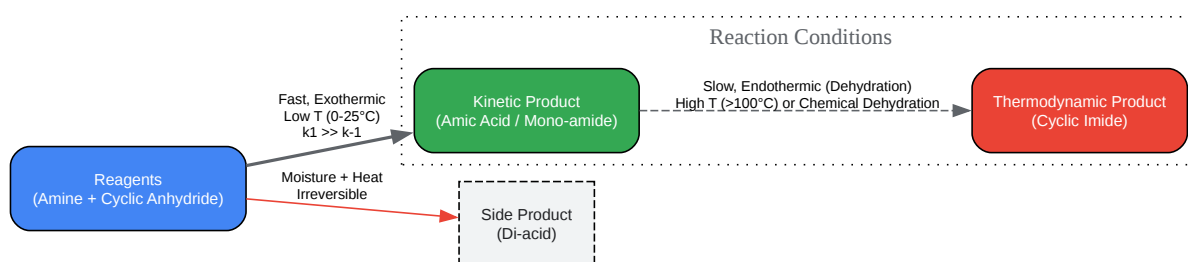 Reaction Conditions
Fast, Exothermic
Low T (0-25°C)
k1 >> k-1
Kinetic Product
(Amic Acid / Mono-amide)
Slow, Endothermic (Dehydration)
High T (>100°C) or Chemical Dehydration
Thermodynamic Product
(Cyclic Imide)
Reagents
(Amine + Cyclic Anhydride)
Moisture + Heat
Irreversible
Side Product
(Di-acid)